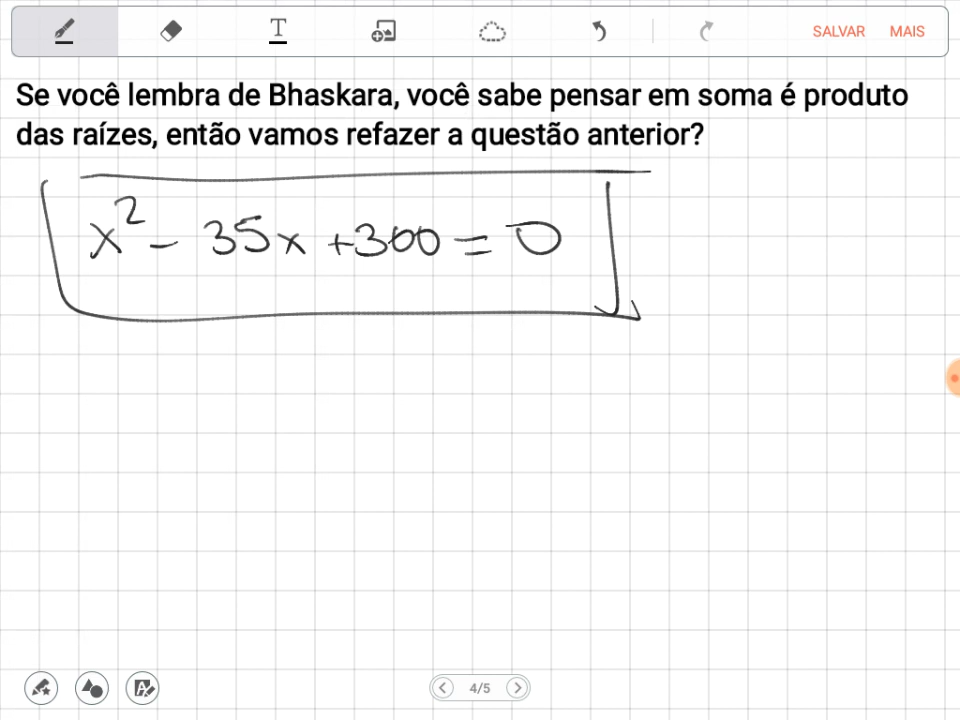 T
SALVAR MAIS
Se você lembra de Bhaskara, você sabe pensar em soma é produto
das raízes, então vamos refazer a questão anterior?
x² - 35x + 300 = 0
4/5